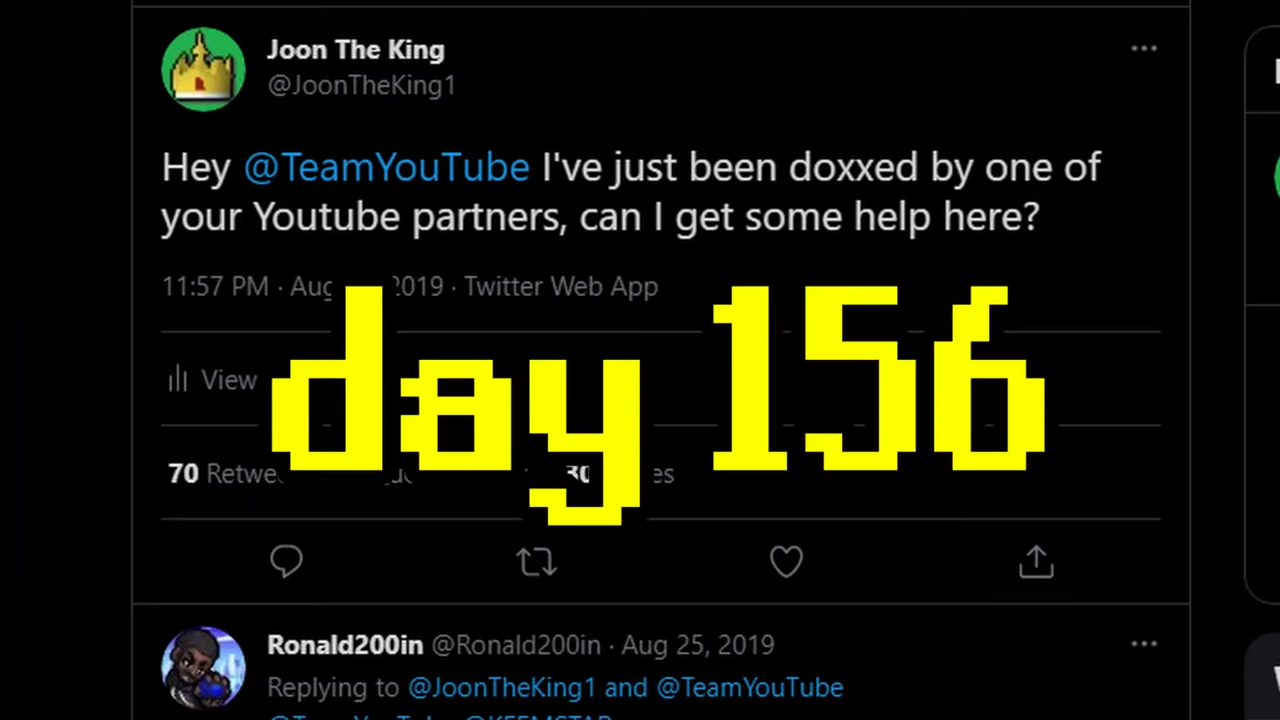 Joon The King
@JoonTheKing1
Hey @TeamYouTube I've just been doxxed by one of
your Youtube partners, can I get some help here?
11:57 PM · Aug 2019 · Twitter Web App
day 156
View
70
Ronald200in @Ronald200in · Aug 25, 2019
Replying to @JoonTheKing1 and @TeamYouTube
@TeamYouTube @KEEMSTAR